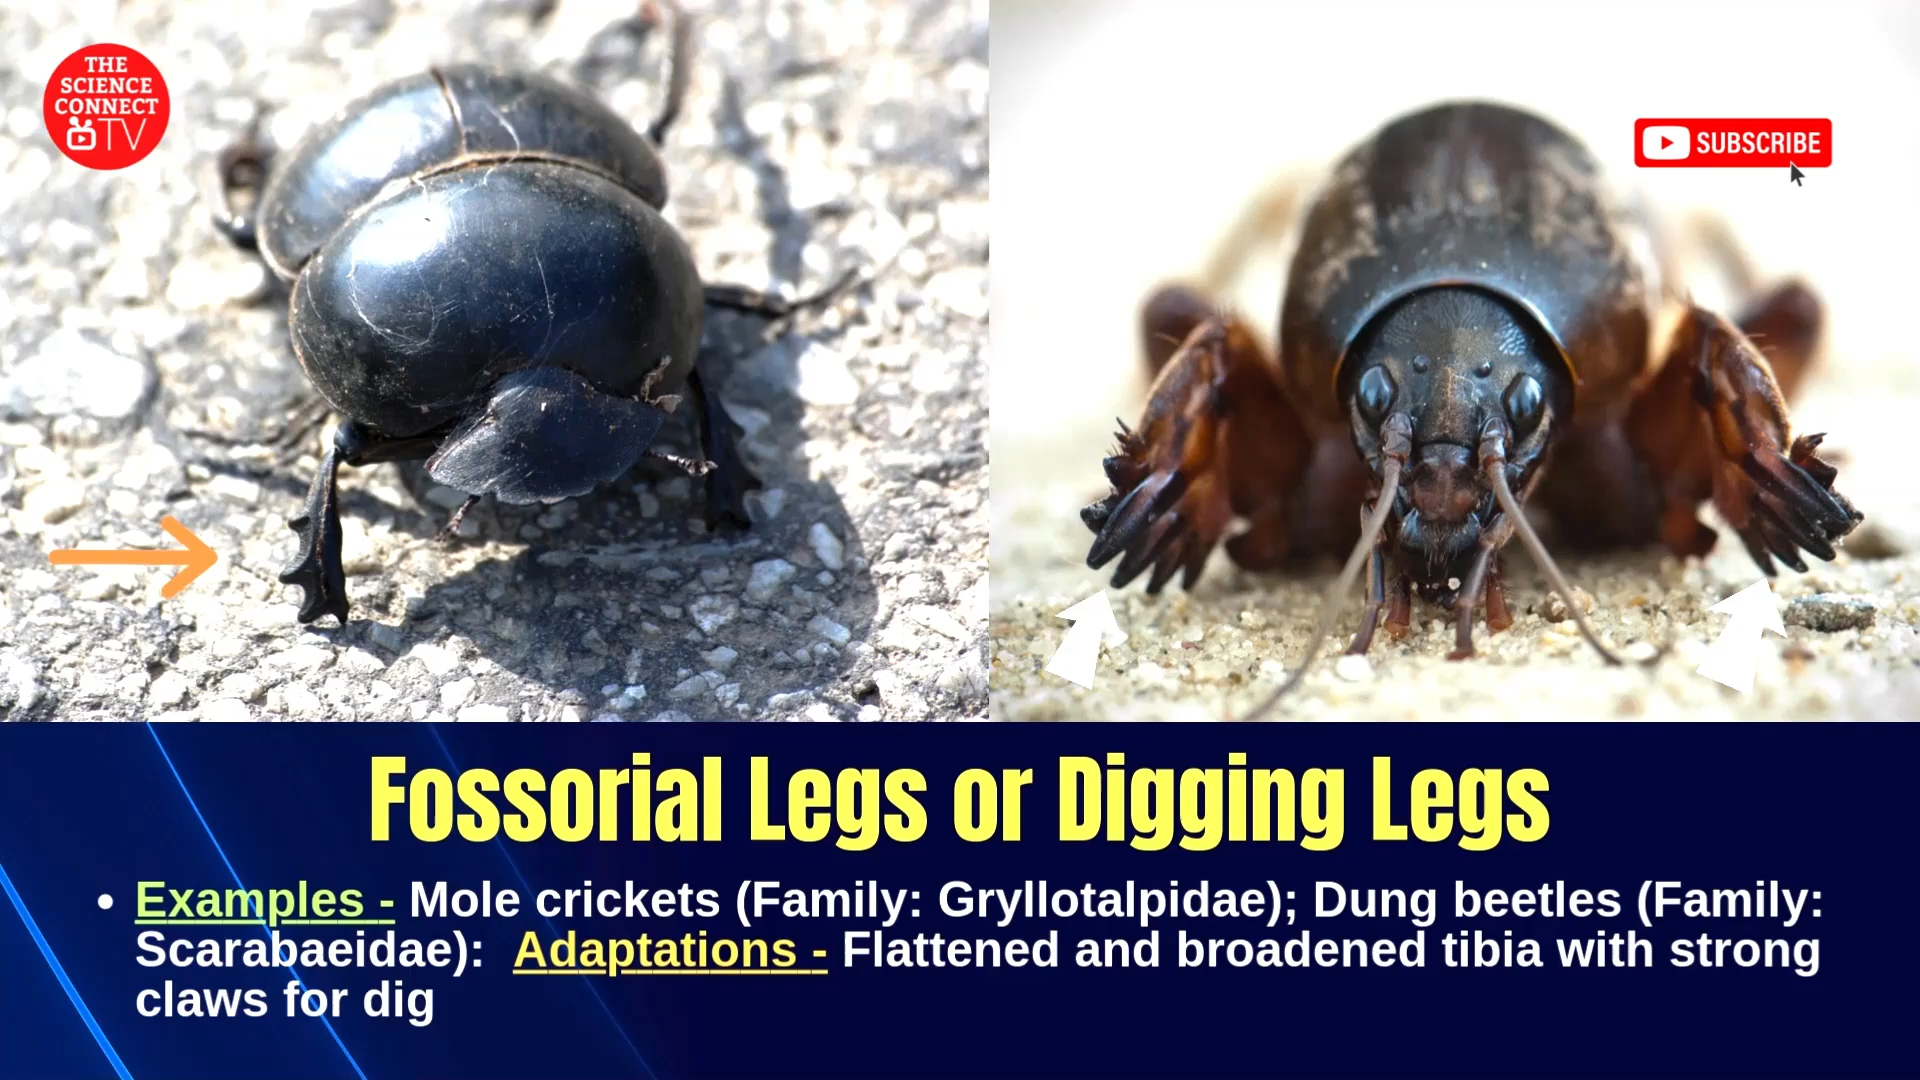 THE
SCIENCE
CONNECT
TV
SUBSCRIBE
Fossorial Legs or Digging Legs
• Examples - Mole crickets (Family: Gryllotalpidae); Dung beetles (Family:
Scarabaeidae): Adaptations - Flattened and broadened tibia with strong
claws for dig